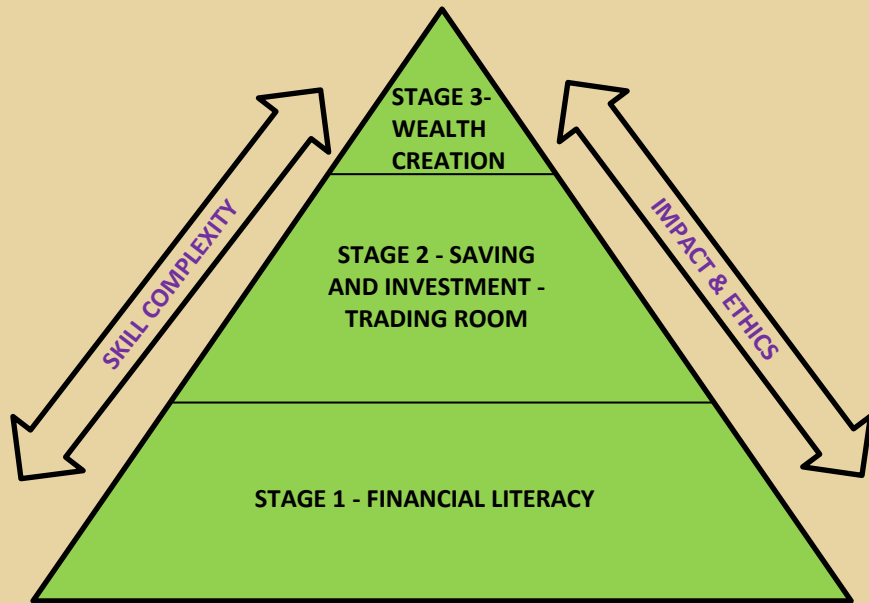 STAGE 3-
WEALTH
CREATION
SKILL COMPLEXITY
IMPACT & ETHICS
STAGE 2 - SAVING
AND INVESTMENT -
TRADING ROOM
STAGE 1 - FINANCIAL LITERACY